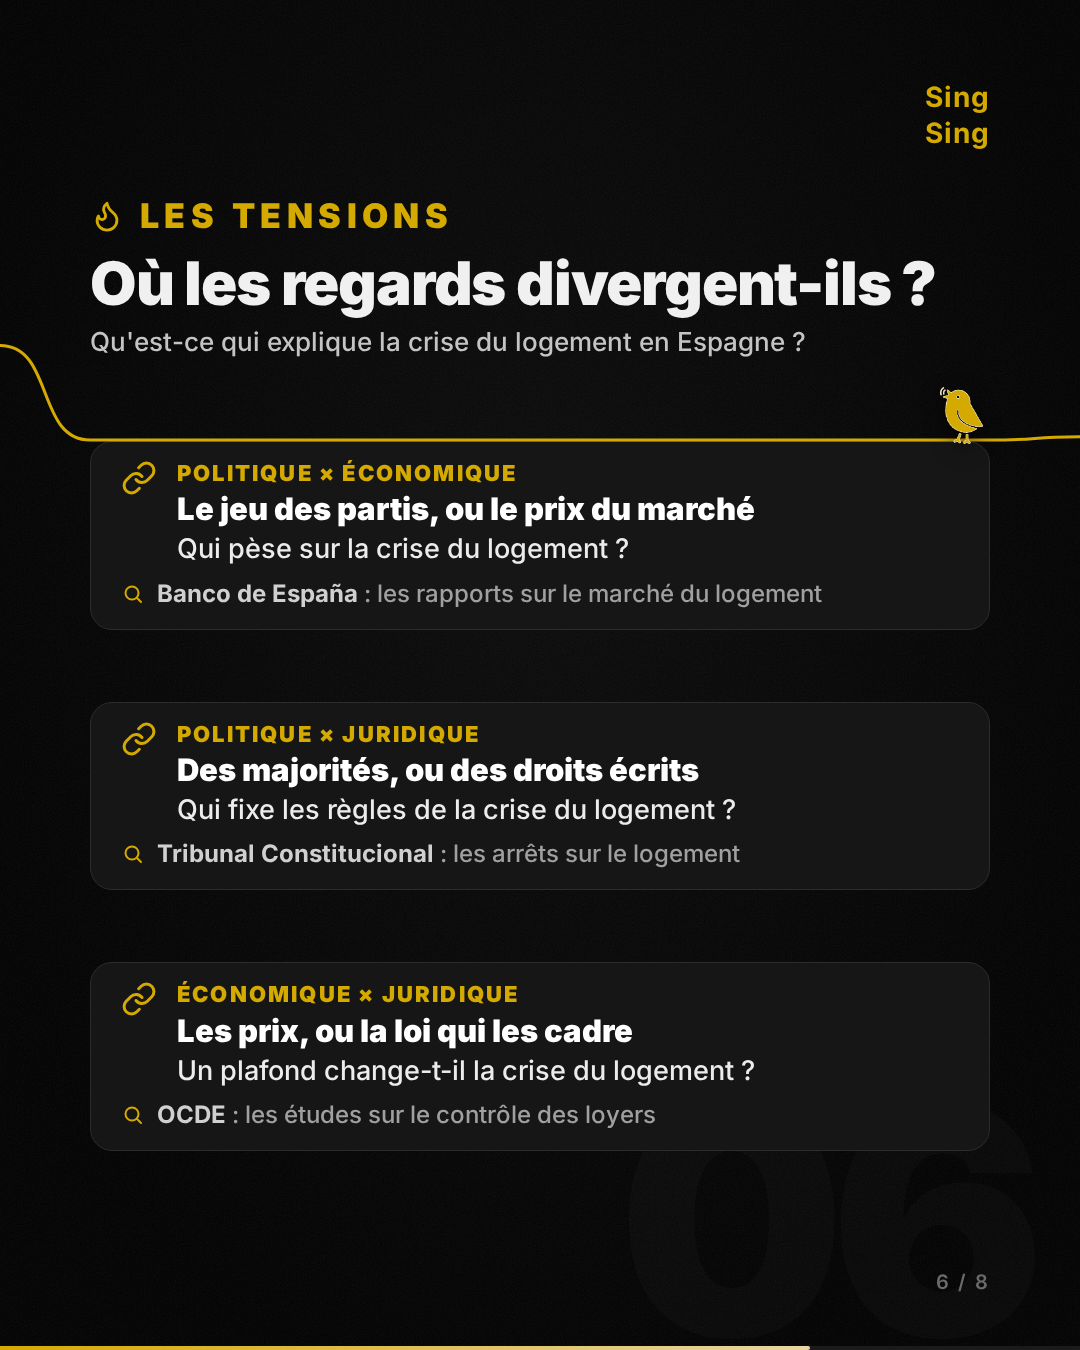 Sing
Sing
LES TENSIONS
Où les regards divergent-ils ?
Qu'est-ce qui explique la crise du logement en Espagne ?
POLITIQUE × ÉCONOMIQUE
Le jeu des partis, ou le prix du marché
Qui pèse sur la crise du logement ?
Banco de España : les rapports sur le marché du logement
POLITIQUE × JURIDIQUE
Des majorités, ou des droits écrits
Qui fixe les règles de la crise du logement ?
Tribunal Constitucional : les arrêts sur le logement
ÉCONOMIQUE × JURIDIQUE
Les prix, ou la loi qui les cadre
Un plafond change-t-il la crise du logement ?
OCDE : les études sur le contrôle des loyers
06
6 / 8